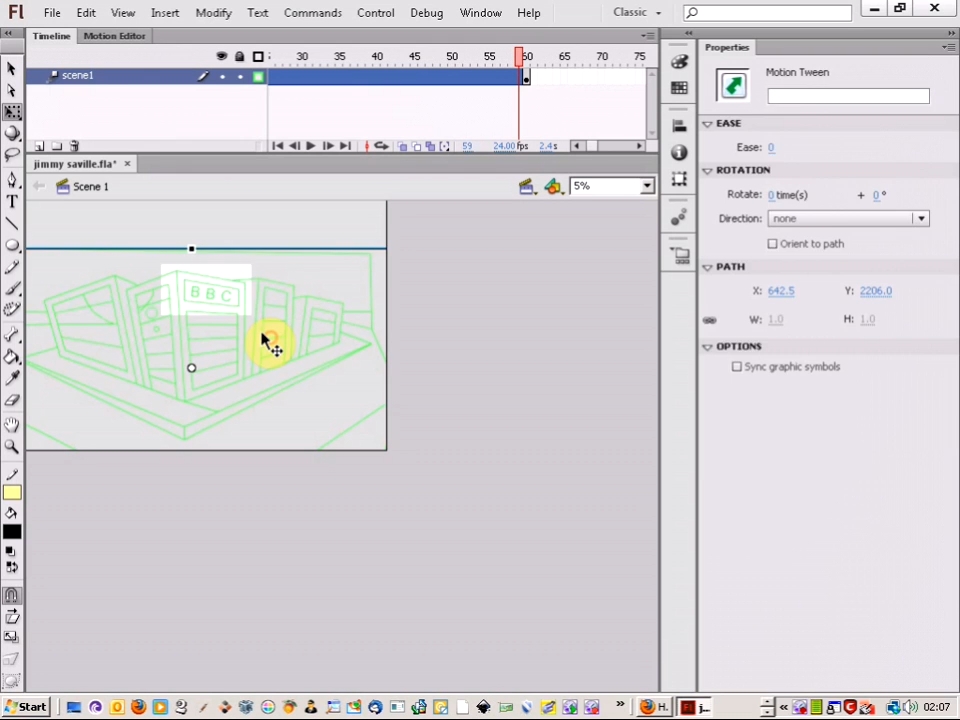 Fl File Edit View Insert Modify Text Commands Control Debug Window Help Classic
Timeline Motion Editor
30 35 40 45 50 55 60 65 70 75
scene1
59 24.00fps 2.4s
jimmy saville.fla*
Scene 1 5%
BBC
Properties
Motion Tween
EASE
Ease: 0
ROTATION
Rotate: 0 time(s) + 0 °
Direction: none
Orient to path
PATH
X: 642.5 Y: 2206.0
W: 1.0 H: 1.0
OPTIONS
Sync graphic symbols
Start H. j... 02:07